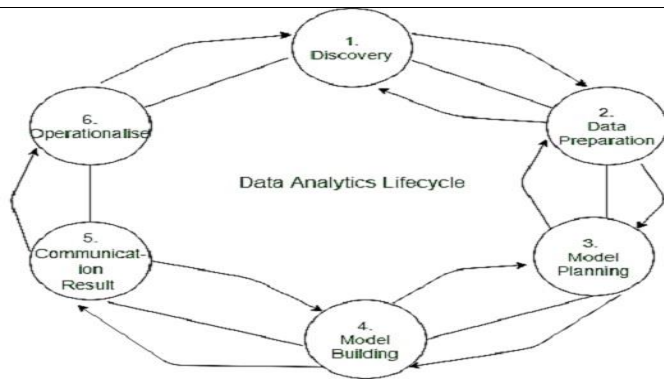 1.
Discovery
2.
Data
Preparation
3.
Model
Planning
4.
Model
Building
5.
Communicat-
ion
Result
6.
Operationalise
Data Analytics Lifecycle